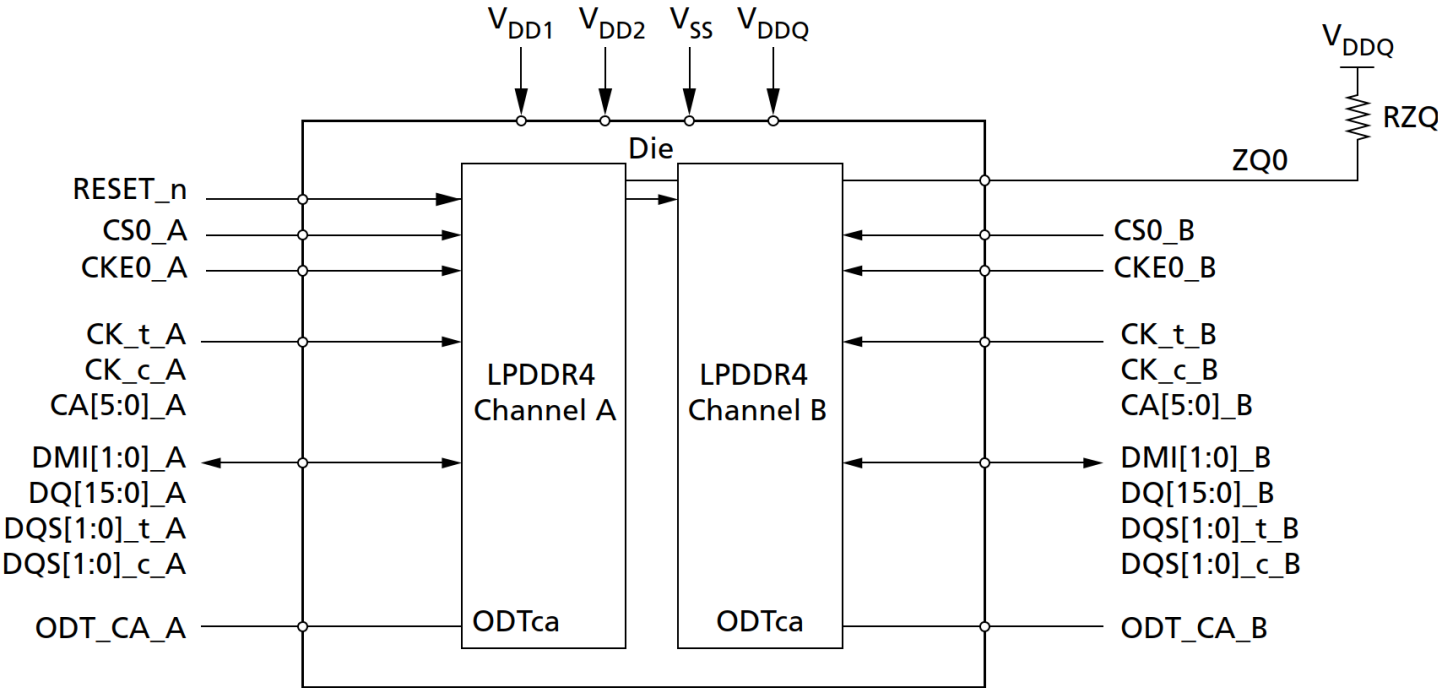 VDD1 VDD2 VSS VDDQ
VDDQ
RZQ
Die
ZQ0
RESET_n
CS0_A
CKE0_A
CK_t_A
CK_c_A
CA[5:0]_A
DMI[1:0]_A
DQ[15:0]_A
DQS[1:0]_t_A
DQS[1:0]_c_A
ODT_CA_A
LPDDR4
Channel A
ODTca
LPDDR4
Channel B
ODTca
CS0_B
CKE0_B
CK_t_B
CK_c_B
CA[5:0]_B
DMI[1:0]_B
DQ[15:0]_B
DQS[1:0]_t_B
DQS[1:0]_c_B
ODT_CA_B